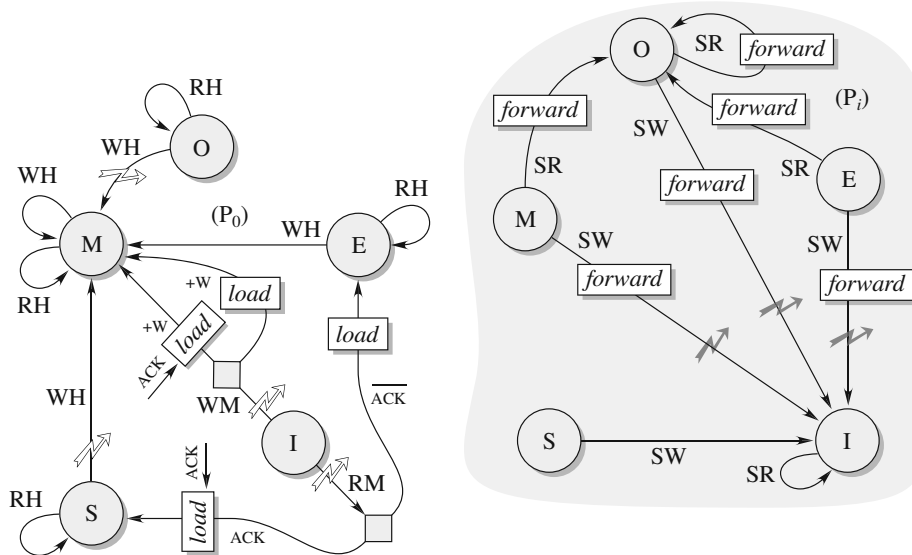 RH
O
WH
WH
M
RH
(P0)
RH
WH
E
+W
load
+W
load
ACK
load
WH
WM
ACK
I
RM
ACK
RH
S
load
ACK
O
SR
forward
forward
forward
(Pi)
SW
SR
SR
forward
E
M
SW
SW
forward
forward
S
SW
I
SR